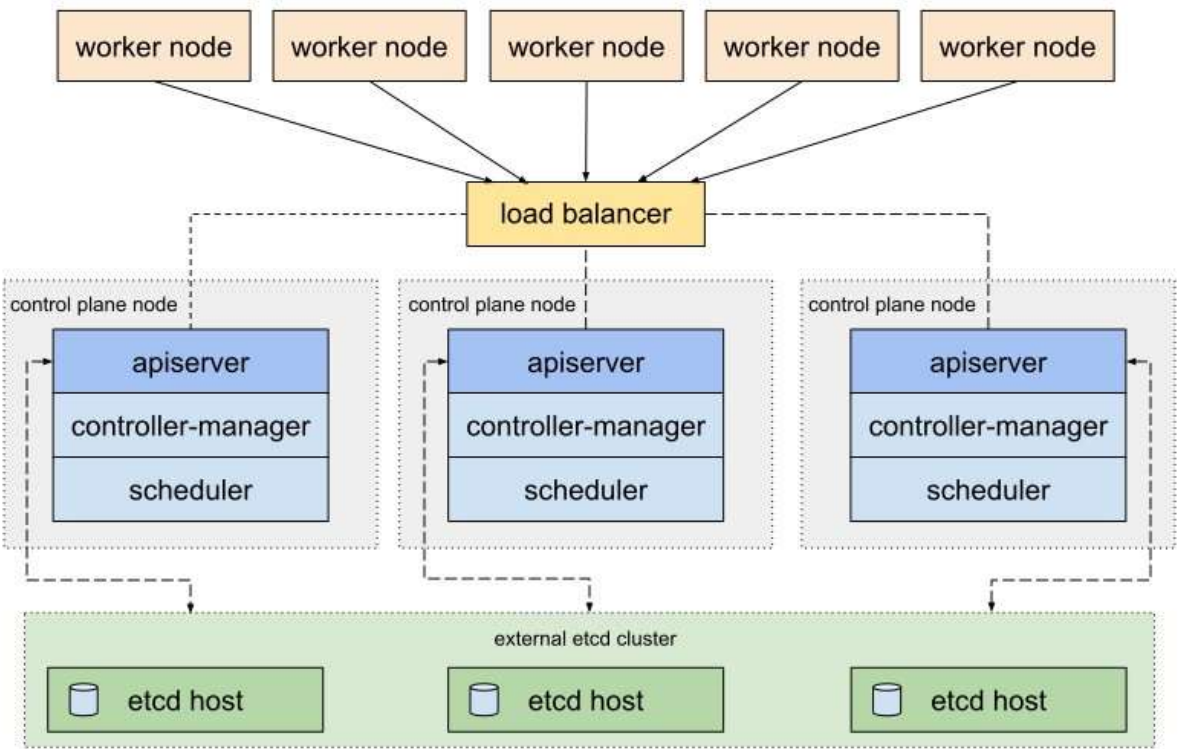 worker node
worker node
worker node
worker node
worker node
load balancer
control plane node
control plane node
control plane node
apiserver
apiserver
apiserver
controller-manager
controller-manager
controller-manager
scheduler
scheduler
scheduler
external etcd cluster
etcd host
etcd host
etcd host